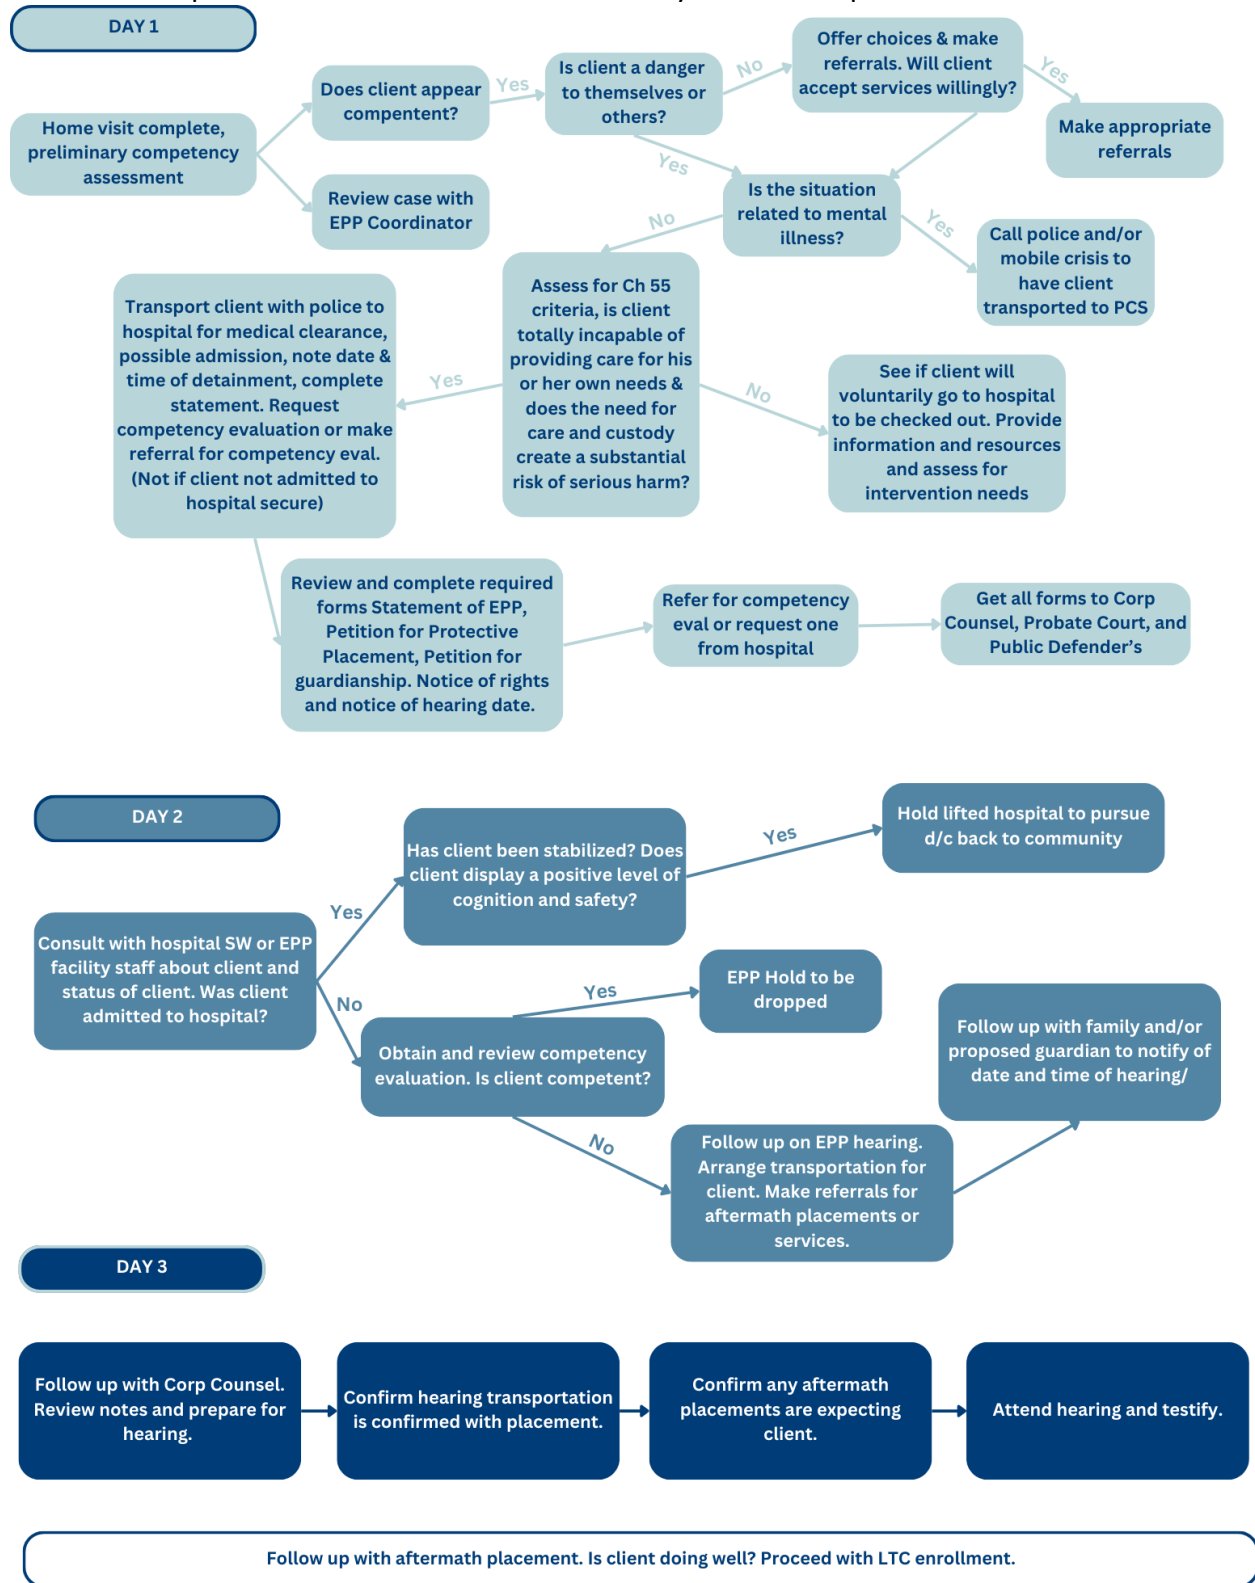 DAY 1
Home visit complete,
preliminary competency
assessment
Does client appear
compentent?
Yes
Review case with
EPP Coordinator
Is client a danger
to themselves or
others?
No
Yes
Offer choices & make
referrals. Will client
accept services willingly?
Yes
Make appropriate
referrals
Is the situation
related to mental
illness?
No
Yes
Call police and/or
mobile crisis to
have client
transported to PCS
Assess for Ch 55
criteria, is client
totally incapable of
providing care for his
or her own needs &
does the need for
care and custody
create a substantial
risk of serious harm?
Yes
No
See if client will
voluntarily go to hospital
to be checked out. Provide
information and resources
and assess for
intervention needs
Transport client with police to
hospital for medical clearance,
possible admission, note date &
time of detainment, complete
statement. Request
competency evaluation or make
referral for competency eval.
(Not if client not admitted to
hospital secure)
Review and complete required
forms Statement of EPP,
Petition for Protective
Placement, Petition for
guardianship. Notice of rights
and notice of hearing date.
Refer for competency
eval or request one
from hospital
Get all forms to Corp
Counsel, Probate Court, and
Public Defender’s
DAY 2
Consult with hospital SW or EPP
facility staff about client and
status of client. Was client
admitted to hospital?
Yes
No
Has client been stabilized? Does
client display a positive level of
cognition and safety?
Yes
Hold lifted hospital to pursue
d/c back to community
Obtain and review competency
evaluation. Is client competent?
Yes
EPP Hold to be
dropped
No
Follow up on EPP hearing.
Arrange transportation for
client. Make referrals for
aftermath placements or
services.
Follow up with family and/or
proposed guardian to notify of
date and time of hearing/
DAY 3
Follow up with Corp Counsel.
Review notes and prepare for
hearing.
Confirm hearing transportation
is confirmed with placement.
Confirm any aftermath
placements are expecting
client.
Attend hearing and testify.
Follow up with aftermath placement. Is client doing well? Proceed with LTC enrollment.